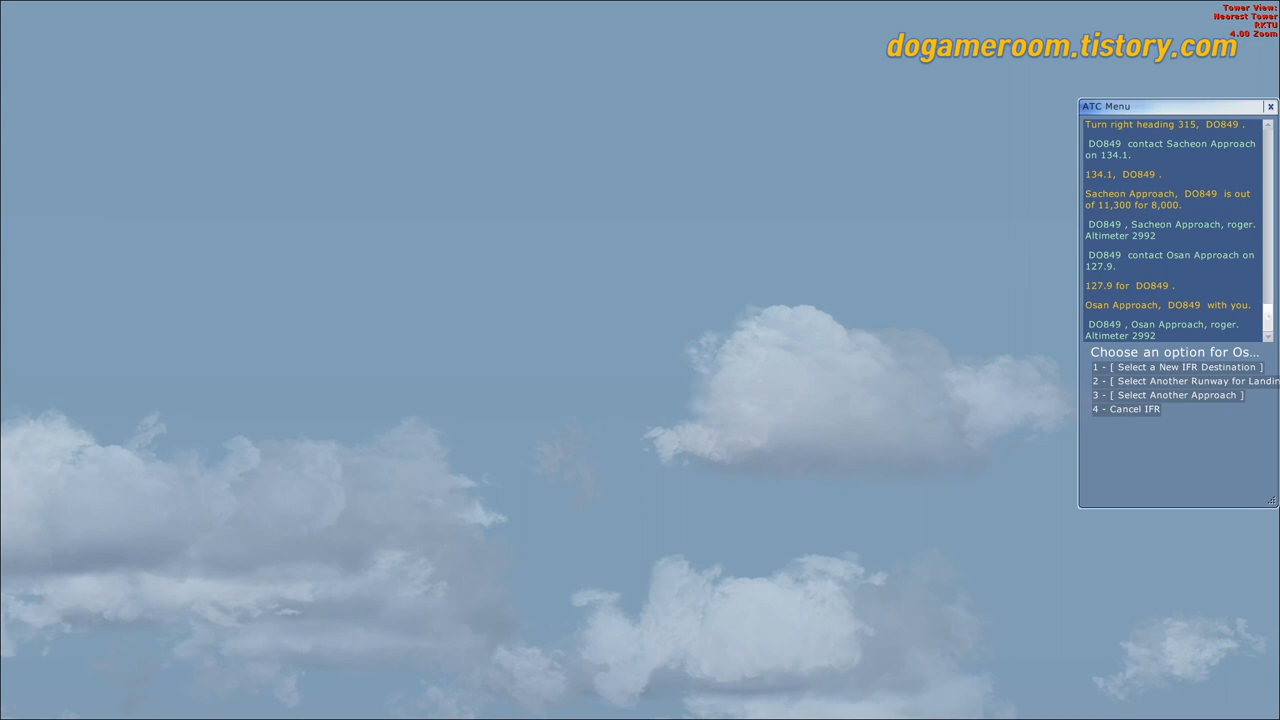 Tower View:
Nearest Tower
RKTU
4.00 Zoom
dogameroom.tistory.com
ATC Menu
x
Turn right heading 315, DO849 .
DO849 contact Sacheon Approach
on 134.1.
134.1, DO849 .
Sacheon Approach, DO849 is out
of 11,300 for 8,000.
DO849 , Sacheon Approach, roger.
Altimeter 2992
DO849 contact Osan Approach on
127.9.
127.9 for DO849 .
Osan Approach, DO849 with you.
DO849 , Osan Approach, roger.
Altimeter 2992
Choose an option for Os...
1 - [ Select a New IFR Destination ]
2 - [ Select Another Runway for Landin
3 - [ Select Another Approach ]
4 - Cancel IFR